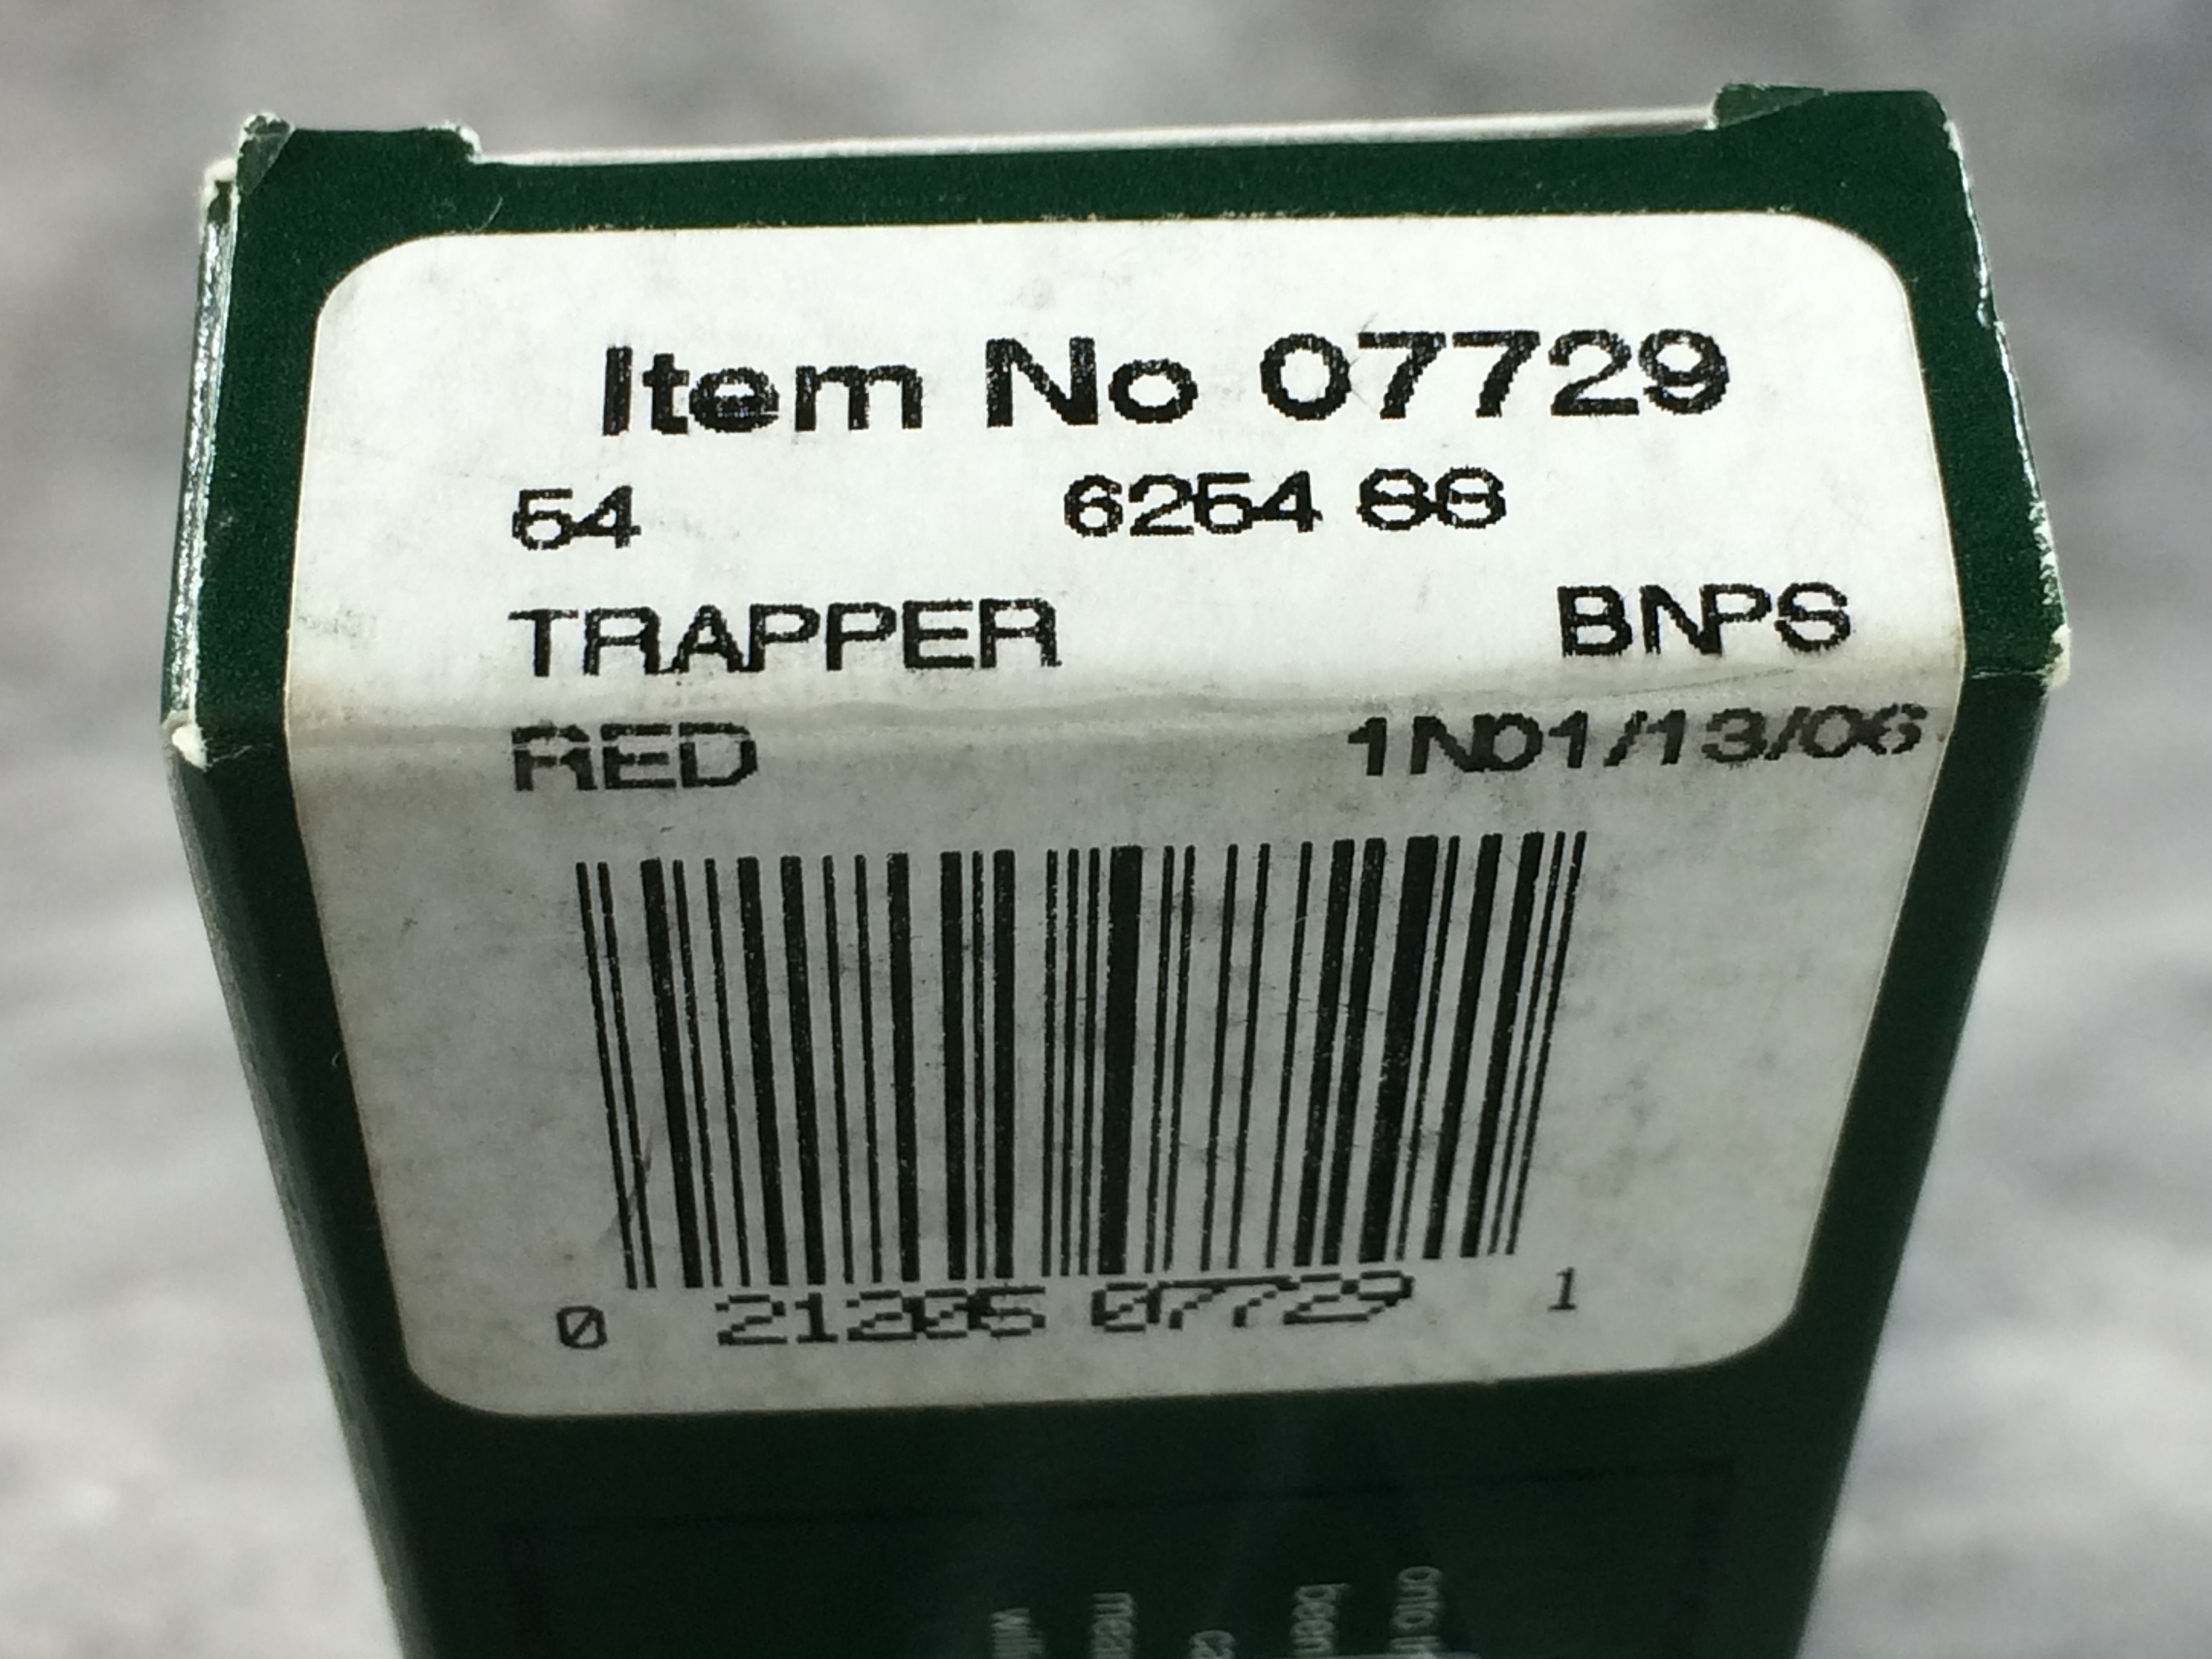 Item No 07729
54 6254 SS
TRAPPER BNPS
RED 1N01/13/06
0 21205 07729 1